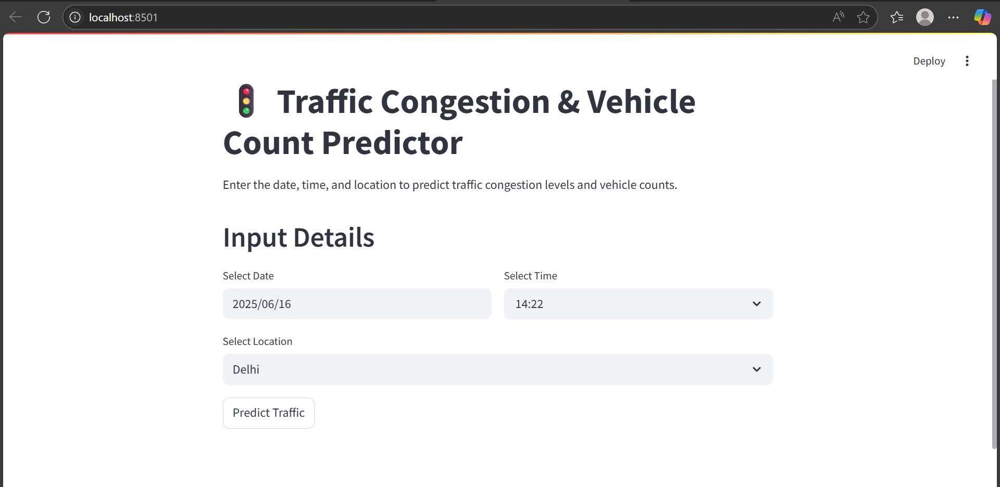 localhost:8501
Deploy
Traffic Congestion & Vehicle
Count Predictor
Enter the date, time, and location to predict traffic congestion levels and vehicle counts.
Input Details
Select Date
Select Time
2025/06/16
14:22
Select Location
Delhi
Predict Traffic